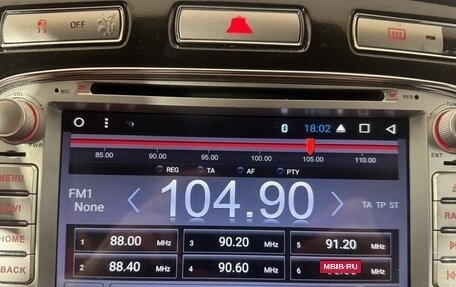 OFF
VOL
MIC
RES
TUN
PWR
ENT
18:02
85.00 90.00 95.00 100.00 105.00 110.00
REG TA AF PTY
MENU
NAVI
HOME
BACK
FM1
None
104.90
TA TP ST
RA
1 88.00 MHz
3 90.20 MHz
5 91.20 MHz
2 88.40 MHz
4 90.60 MHz
6 MHz
MBIB·RU